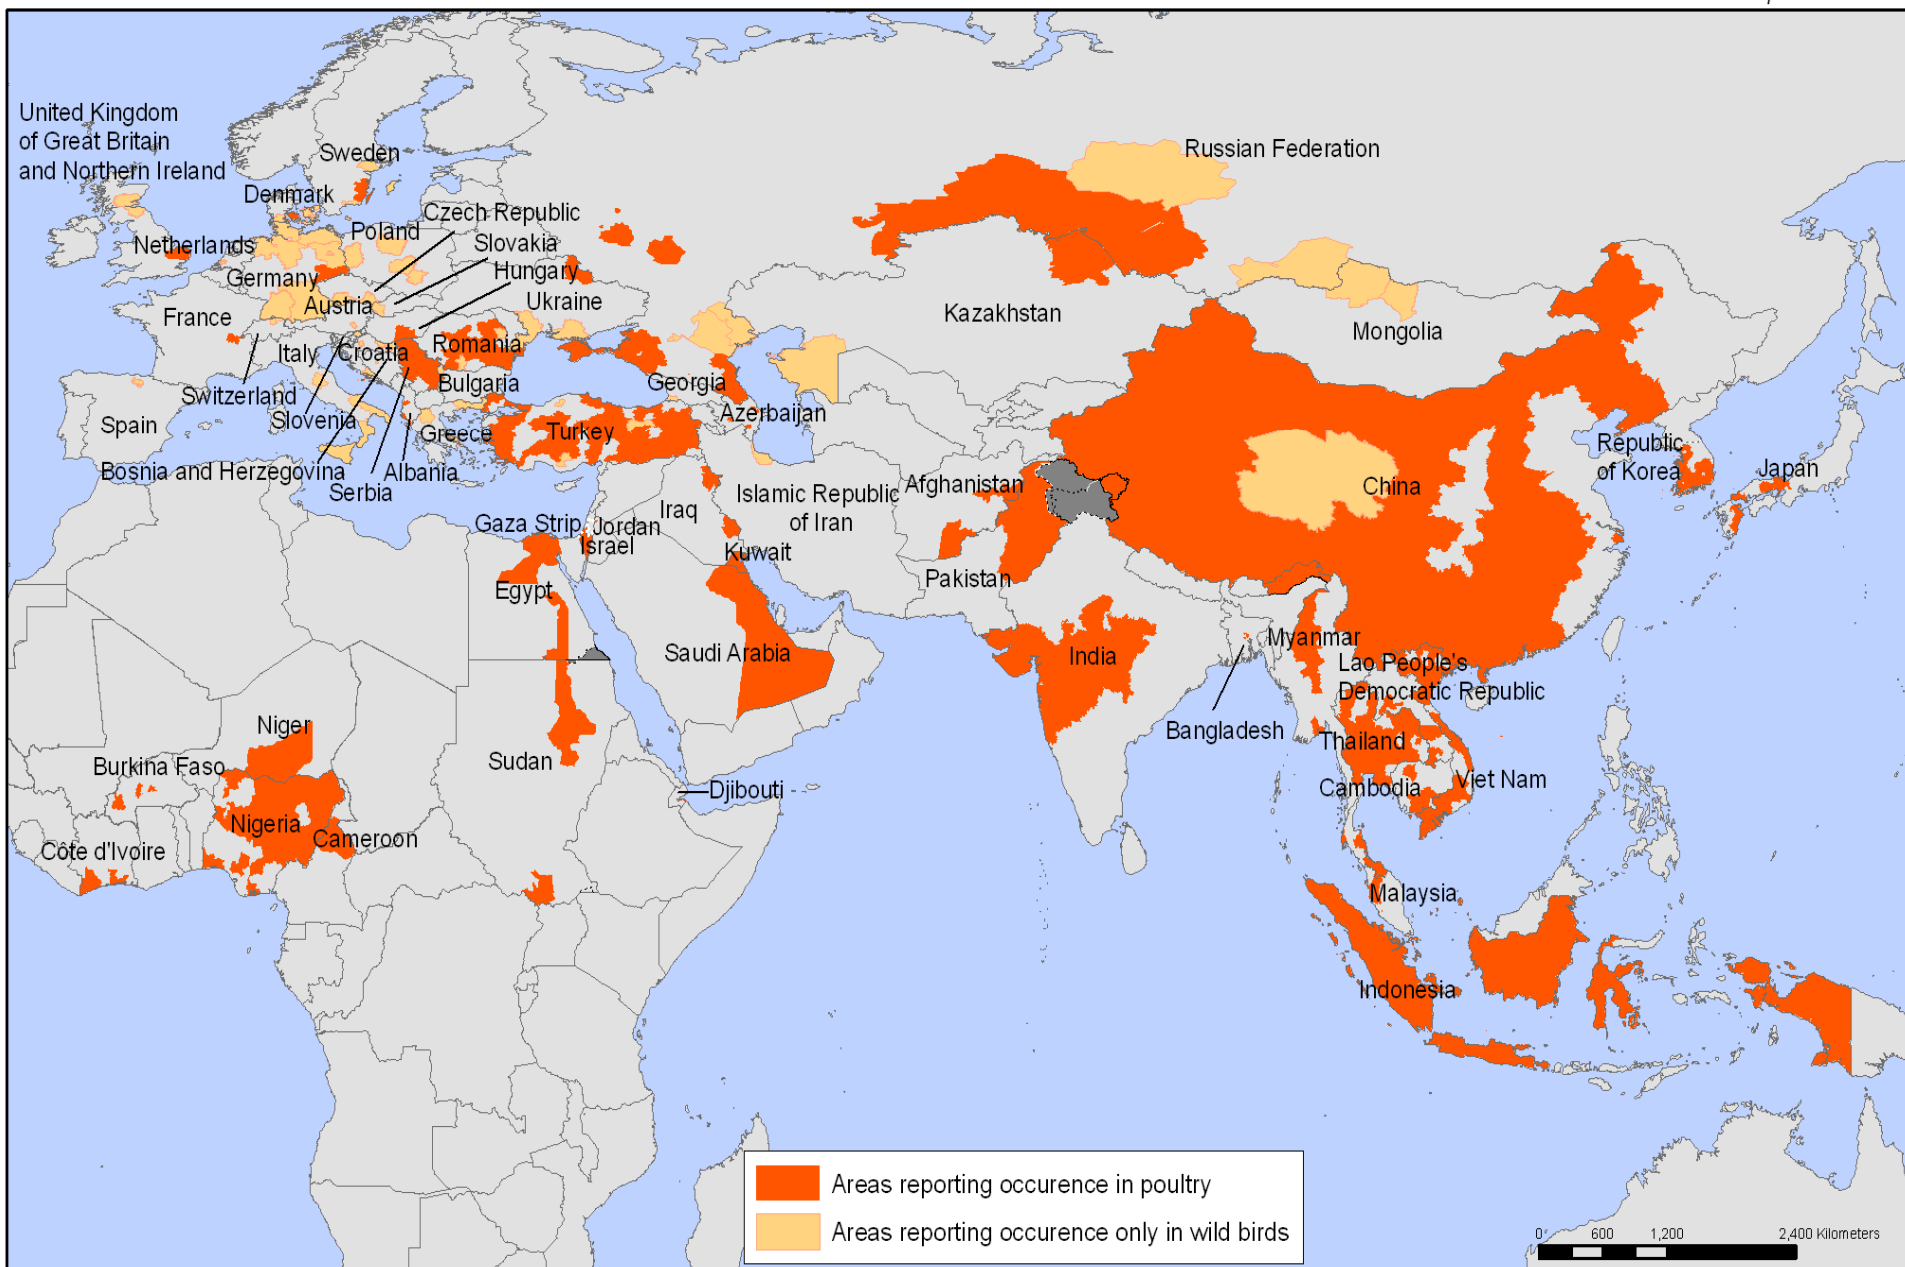 United Kingdom
of Great Britain
and Northern Ireland
Sweden
Denmark
Russian Federation
Czech Republic
Netherlands
Poland
Slovakia
Germany
Hungary
Austria
Ukraine
France
Kazakhstan
Mongolia
Italy
Croatia
Romania
Switzerland
Bulgaria
Georgia
Slovenia
Azerbaijan
Spain
Greece
Turkey
Bosnia and Herzegovina
Albania
Serbia
Republic
of Korea
Japan
China
Afghanistan
Islamic Republic
of Iran
Iraq
Gaza Strip
Jordan
Israel
Kuwait
Egypt
Pakistan
Saudi Arabia
India
Myanmar
Lao People's
Democratic Republic
Bangladesh
Thailand
Viet Nam
Cambodia
Niger
Burkina Faso
Sudan
Djibouti
Nigeria
Cameroon
Côte d'Ivoire
Malaysia
Indonesia
Areas reporting occurence in poultry
Areas reporting occurence only in wild birds
0 600 1,200 2,400 Kilometers